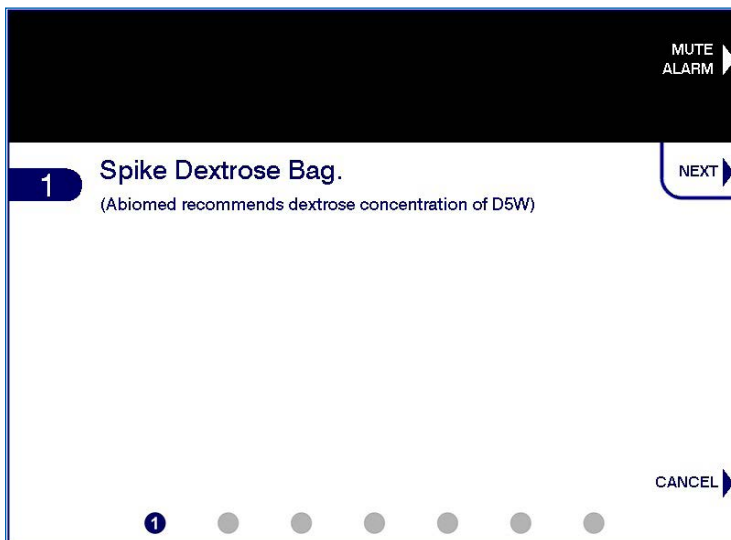 MUTE
ALARM
1
Spike Dextrose Bag.
NEXT
(Abiomed recommends dextrose concentration of D5W)
CANCEL
1